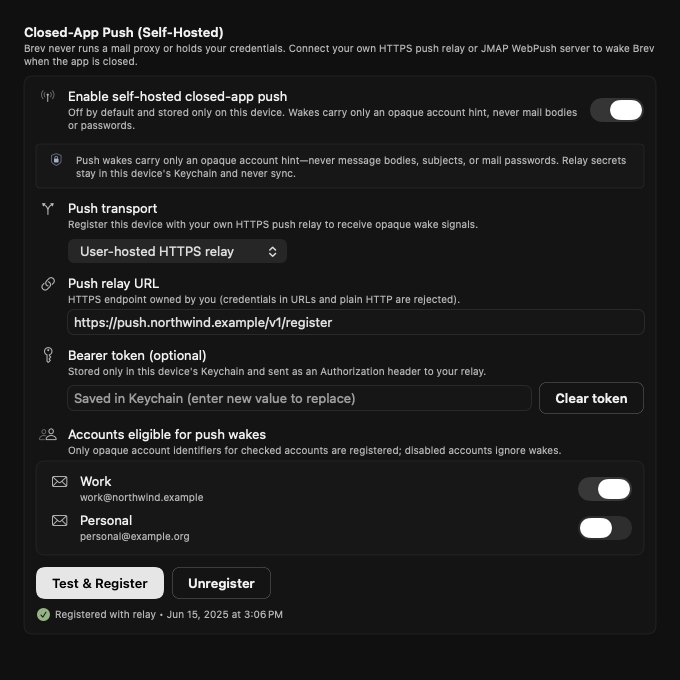 Closed-App Push (Self-Hosted)
Brev never runs a mail proxy or holds your credentials. Connect your own HTTPS push relay or JMAP WebPush server to wake Brev
when the app is closed.
Enable self-hosted closed-app push
Off by default and stored only on this device. Wakes carry only an opaque account hint, never mail bodies
or passwords.
Push wakes carry only an opaque account hint—never message bodies, subjects, or mail passwords. Relay secrets
stay in this device's Keychain and never sync.
Push transport
Register this device with your own HTTPS push relay to receive opaque wake signals.
User-hosted HTTPS relay
Push relay URL
HTTPS endpoint owned by you (credentials in URLs and plain HTTP are rejected).
https://push.northwind.example/v1/register
Bearer token (optional)
Stored only in this device's Keychain and sent as an Authorization header to your relay.
Saved in Keychain (enter new value to replace)
Clear token
Accounts eligible for push wakes
Only opaque account identifiers for checked accounts are registered; disabled accounts ignore wakes.
Work
work@northwind.example
Personal
personal@example.org
Test & Register
Unregister
Registered with relay • Jun 15, 2025 at 3:06 PM